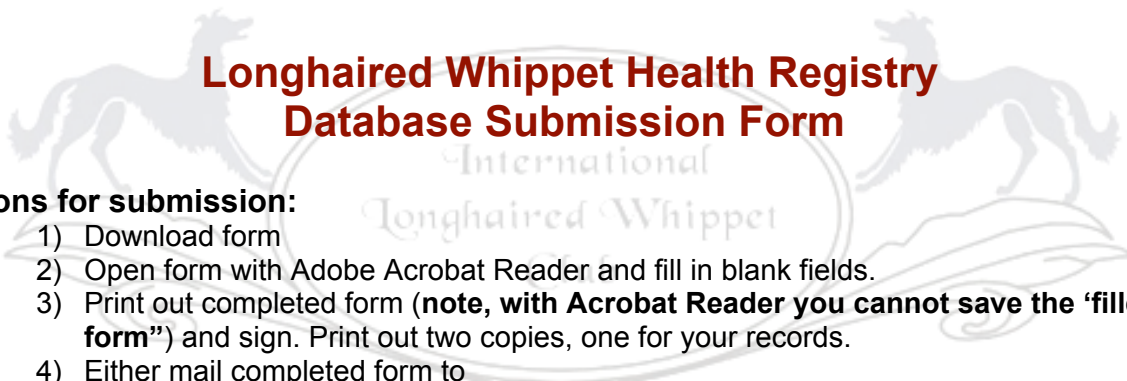 Longhaired Whippet Health Registry
Database Submission Form
International
Longhaired Whippet
Club
ons for submission:
1) Download form
2) Open form with Adobe Acrobat Reader and fill in blank fields.
3) Print out completed form (note, with Acrobat Reader you cannot save the ‘fille
form”) and sign. Print out two copies, one for your records.
4) Either mail completed form to